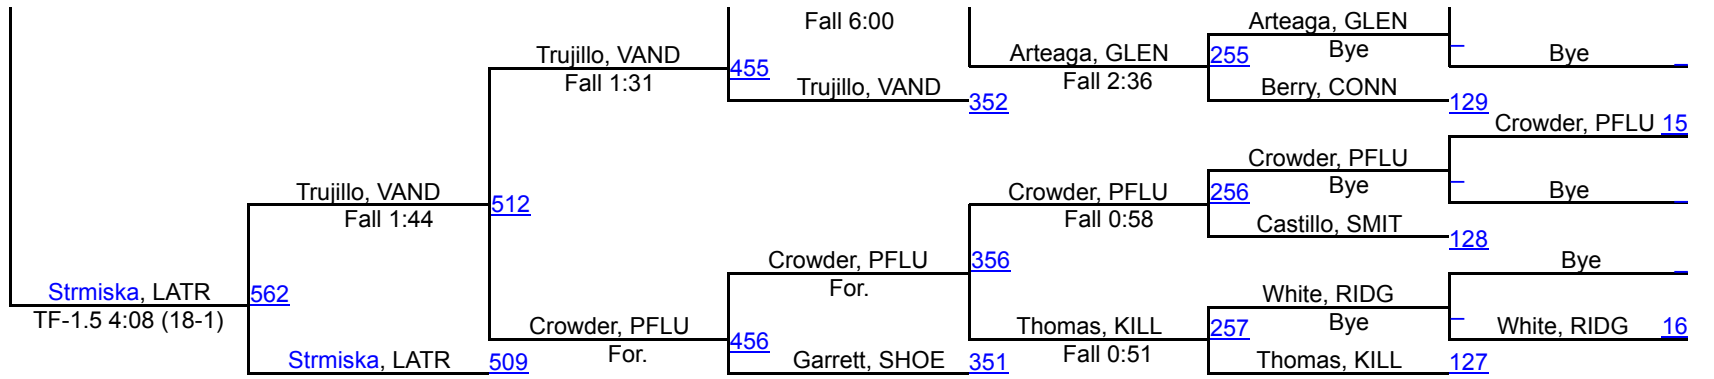 Fall 6:00
Arteaga, GLEN
Trujillo, VAND
Arteaga, GLEN
255
Bye
Bye
Fall 1:31
455
Trujillo, VAND
352
Fall 2:36
Berry, CONN
129
Crowder, PFLU 15
Crowder, PFLU
Trujillo, VAND
Fall 1:44
512
Crowder, PFLU
Fall 0:58
256
Bye
Bye
Castillo, SMIT
128
Crowder, PFLU
For.
356
Bye
Strmiska, LATR
TF-1.5 4:08 (18-1)
562
White, RIDG
Bye
Crowder, PFLU
For.
456
Thomas, KILL
Fall 0:51
257
White, RIDG 16
Strmiska, LATR
509
Garrett, SHOE
351
Thomas, KILL
127